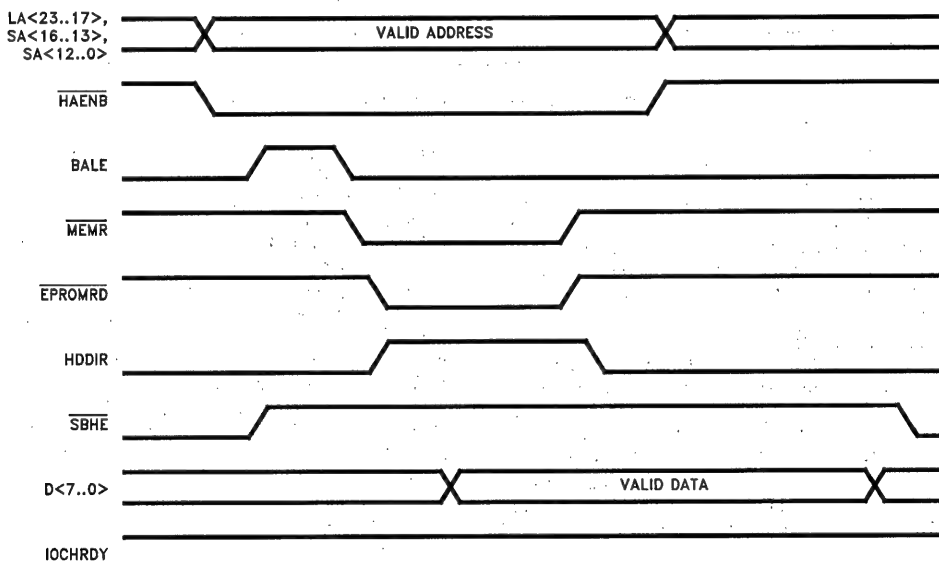 LA<23..17>,
SA<16..13>,
SA<12..0>
VALID ADDRESS
HAENB
BALE
MEMR
EPROMRD
HDDIR
SBHE
D<7..0>
VALID DATA
IOCHRDY